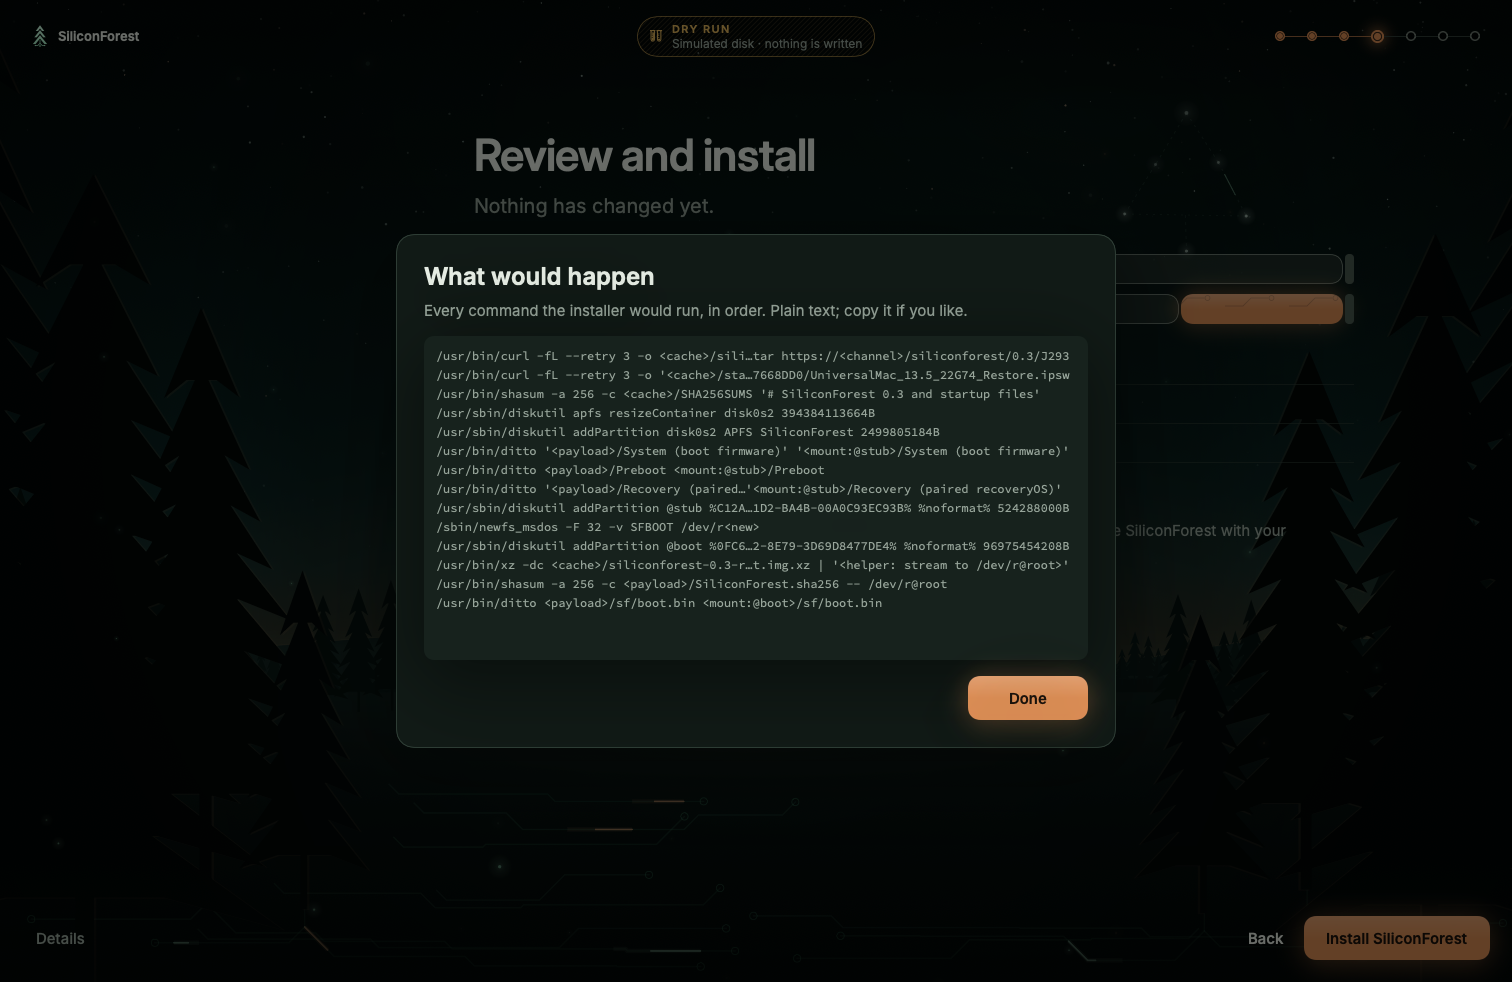 SiliconForest
DRY RUN
Simulated disk · nothing is written
Review and install
Nothing has changed yet.
What would happen
Every command the installer would run, in order. Plain text; copy it if you like.
/usr/bin/curl -fL --retry 3 -o <cache>/sili…tar https://<channel>/siliconforest/0.3/J293
/usr/bin/curl -fL --retry 3 -o '<cache>/sta…7668DD0/UniversalMac_13.5_22G74_Restore.ipsw
/usr/bin/shasum -a 256 -c <cache>/SHA256SUMS '# SiliconForest 0.3 and startup files'
/usr/sbin/diskutil apfs resizeContainer disk0s2 394384113664B
/usr/sbin/diskutil addPartition disk0s2 APFS SiliconForest 2499805184B
/usr/bin/ditto '<payload>/System (boot firmware)' '<mount:@stub>/System (boot firmware)'
/usr/bin/ditto <payload>/Preboot <mount:@stub>/Preboot
/usr/bin/ditto '<payload>/Recovery (paired…'<mount:@stub>/Recovery (paired recoveryOS)'
/usr/sbin/diskutil addPartition @stub %C12A…1D2-BA4B-00A0C93EC93B% %noformat% 524288000B
/sbin/newfs_msdos -F 32 -v SFBOOT /dev/r<new>
/usr/sbin/diskutil addPartition @boot %0FC6…2-8E79-3D69D8477DE4% %noformat% 96975454208B
/usr/bin/xz -dc <cache>/siliconforest-0.3-r…t.img.xz | '<helper: stream to /dev/r@root>'
/usr/bin/shasum -a 256 -c <payload>/SiliconForest.sha256 -- /dev/r@root
/usr/bin/ditto <payload>/sf/boot.bin <mount:@boot>/sf/boot.bin
e SiliconForest with your
Done
Details
Back
Install SiliconForest